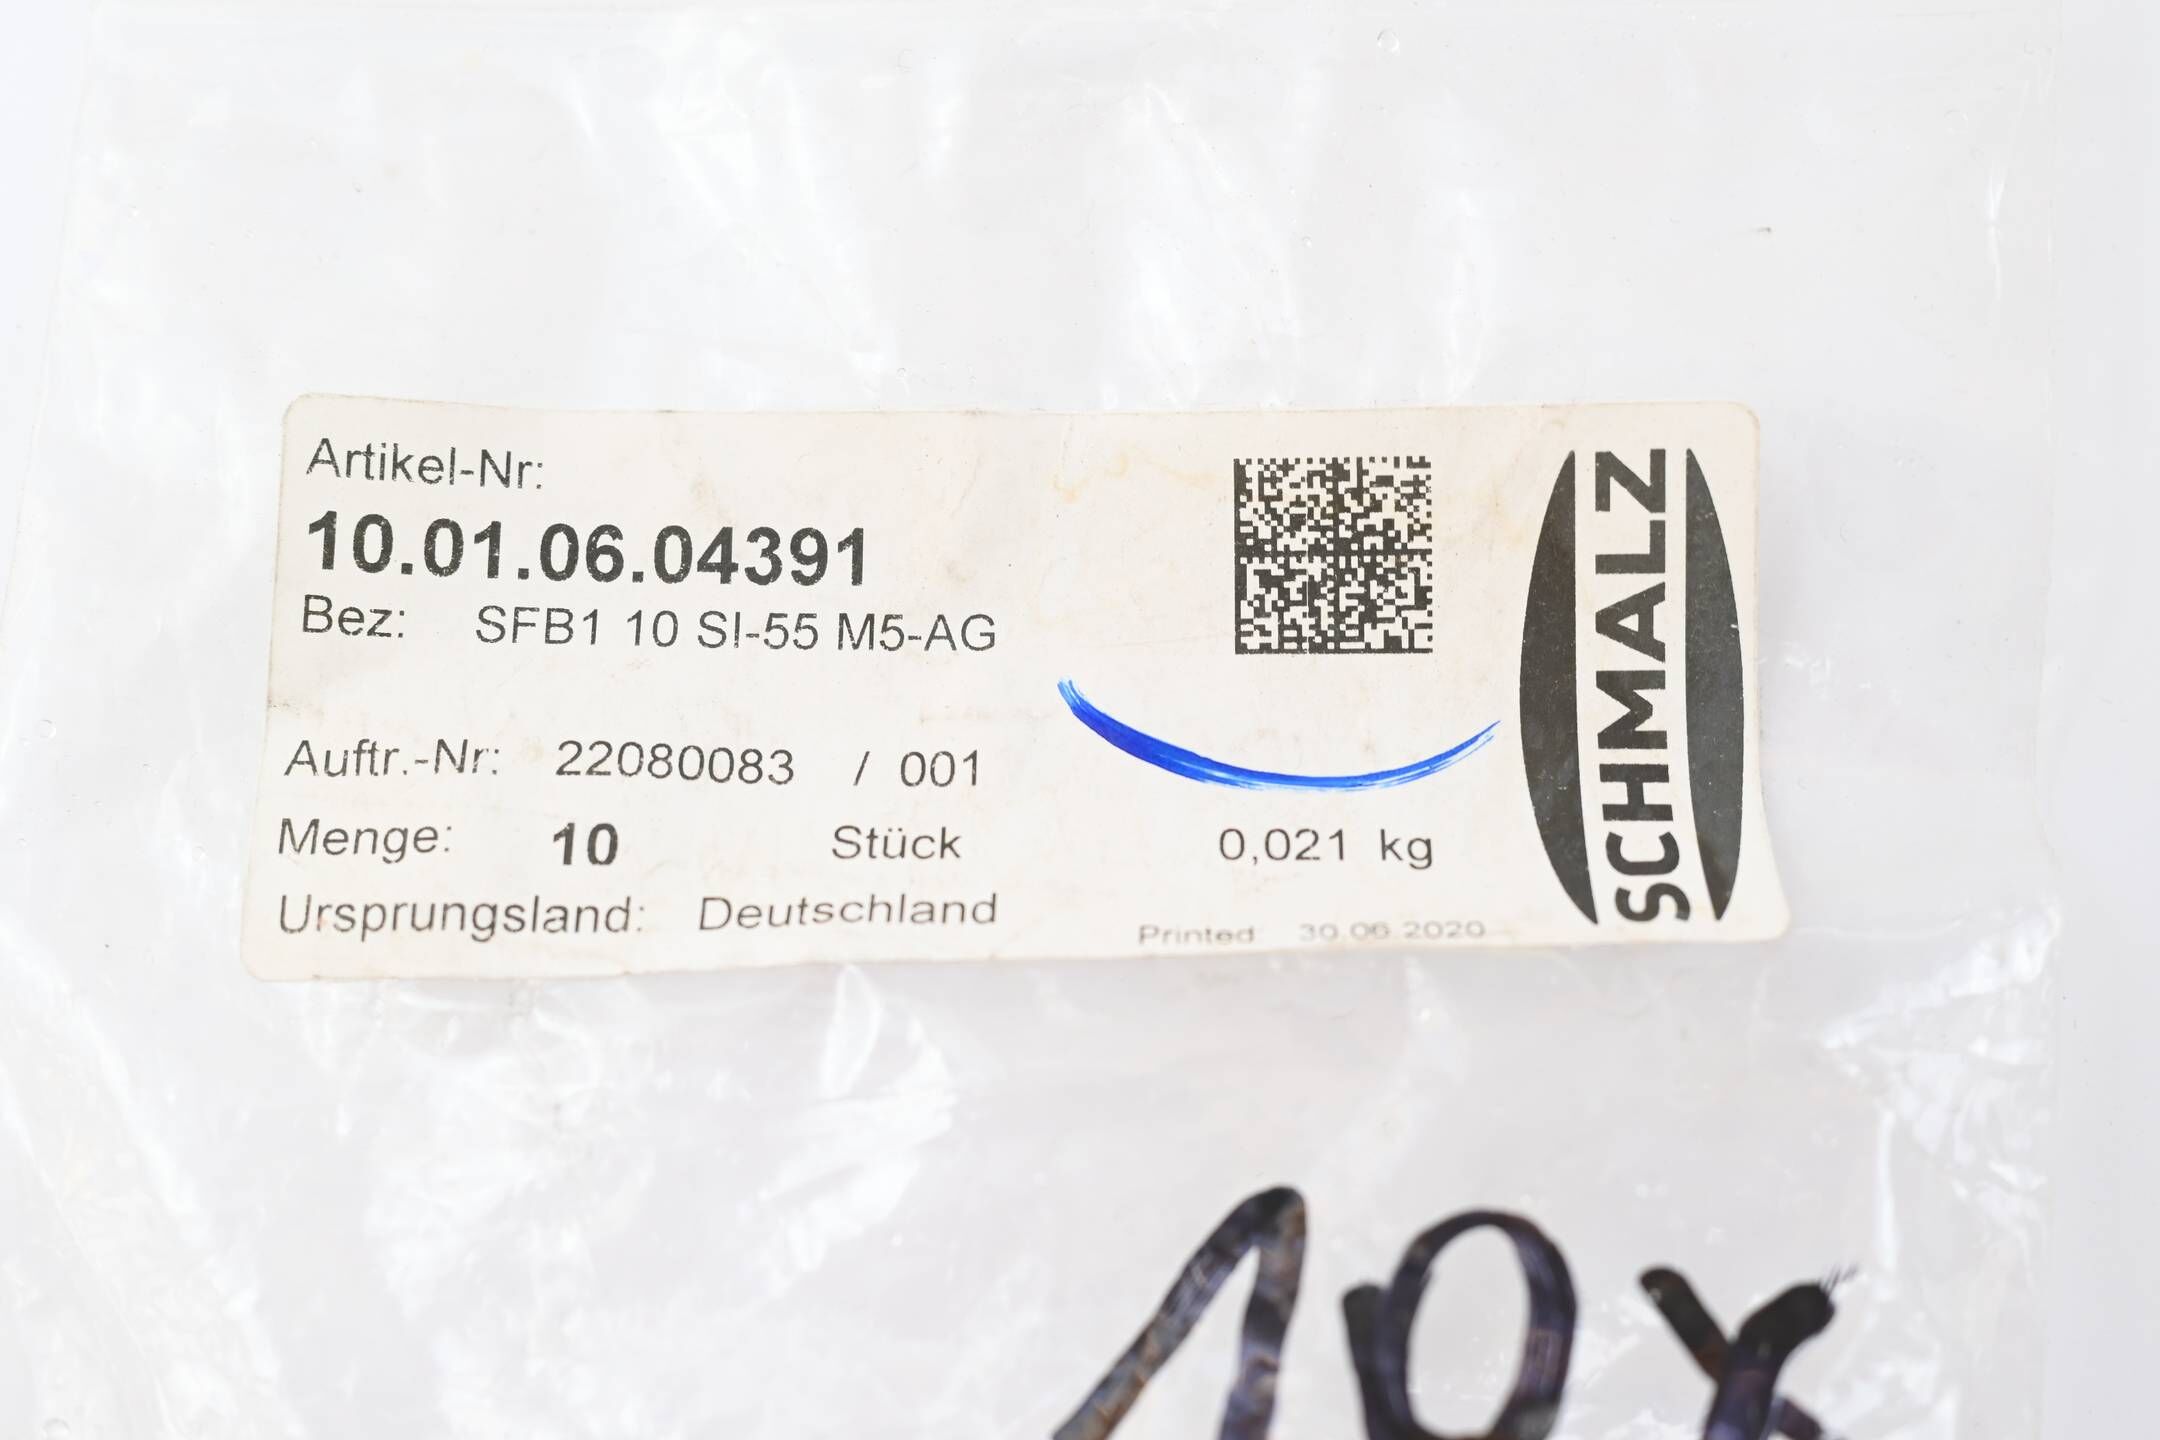 Artikel-Nr:
10.01.06.04391
Bez: SFB1 10 SI-55 M5-AG
Auftr.-Nr: 22080083 / 001
Menge: 10 Stück 0,021 kg
Ursprungsland: Deutschland
Printed: 30.06.2020
SCHMALZ
10x